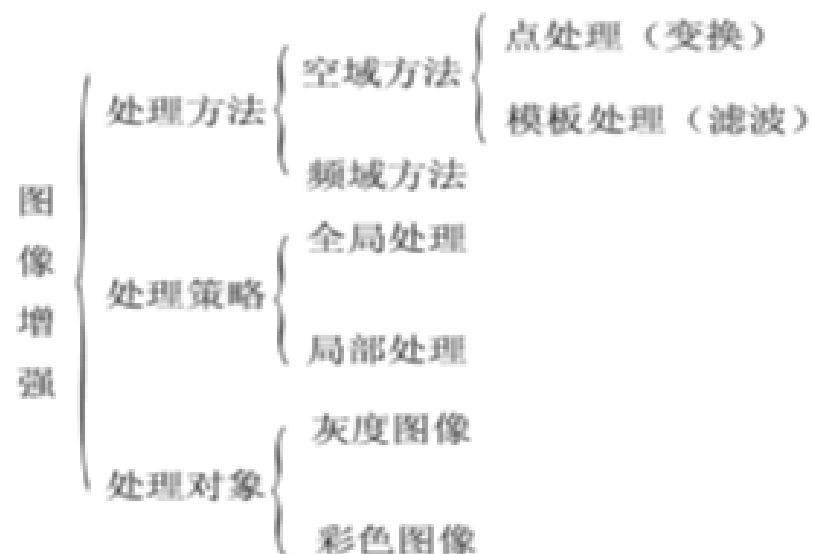 图像增强
处理方法
空域方法
点处理（变换）
模板处理（滤波）
频域方法
处理策略
全局处理
局部处理
处理对象
灰度图像
彩色图像